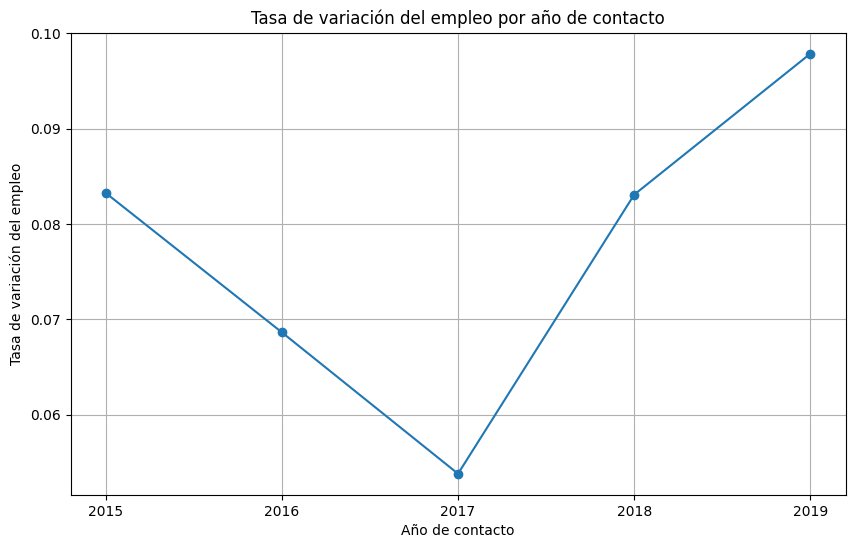 Tasa de variación del empleo por año de contacto
Tasa de variación del empleo
0.10
0.09
0.08
0.07
0.06
2015 2016 2017 2018 2019
Año de contacto